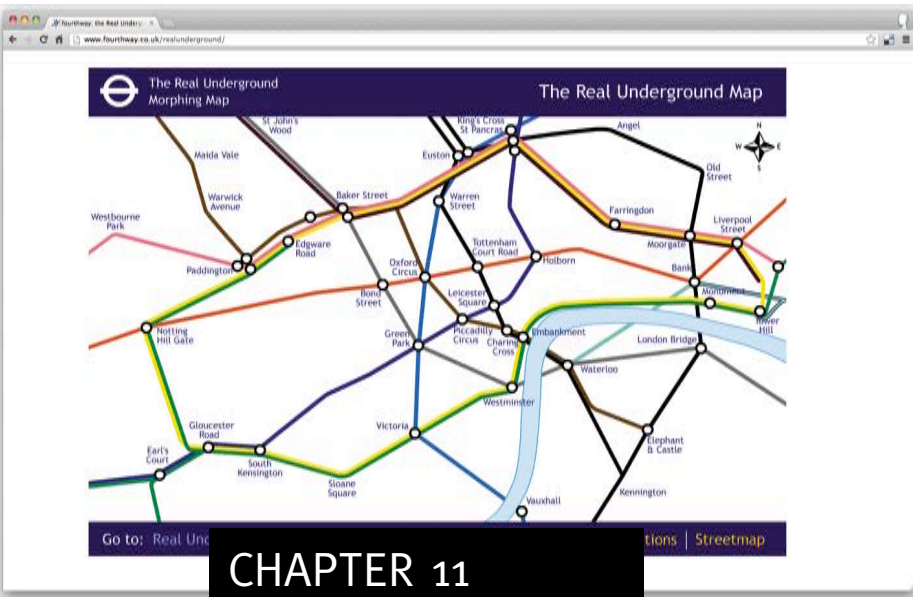 fourthway: the Real Underg
www.fourthway.co.uk/realunderground/
The Real Underground
Morphing Map
The Real Underground Map
St John's
Wood
King's Cross
St Pancras
Angel
N
W
E
S
Maida Vale
Euston
Old
Street
Warwick
Avenue
Baker Street
Warren
Street
Westbourne
Park
Farringdon
Liverpool
Street
Edgware
Road
Tottenham
Court Road
Moorgate
Paddington
Oxford
Circus
Holborn
Bank
Bond
Street
Leicester
Square
Monument
Tower
Hill
Notting
Hill Gate
Green
Park
Piccadilly
Circus
Charing
Cross
Embankment
London Bridge
Waterloo
Westminster
Gloucester
Road
Victoria
Earl's
Court
South
Kensington
Sloane
Square
Elephant
& Castle
Kennington
Vauxhall
Go to: Real Un
tions | Streetmap
CHAPTER 11